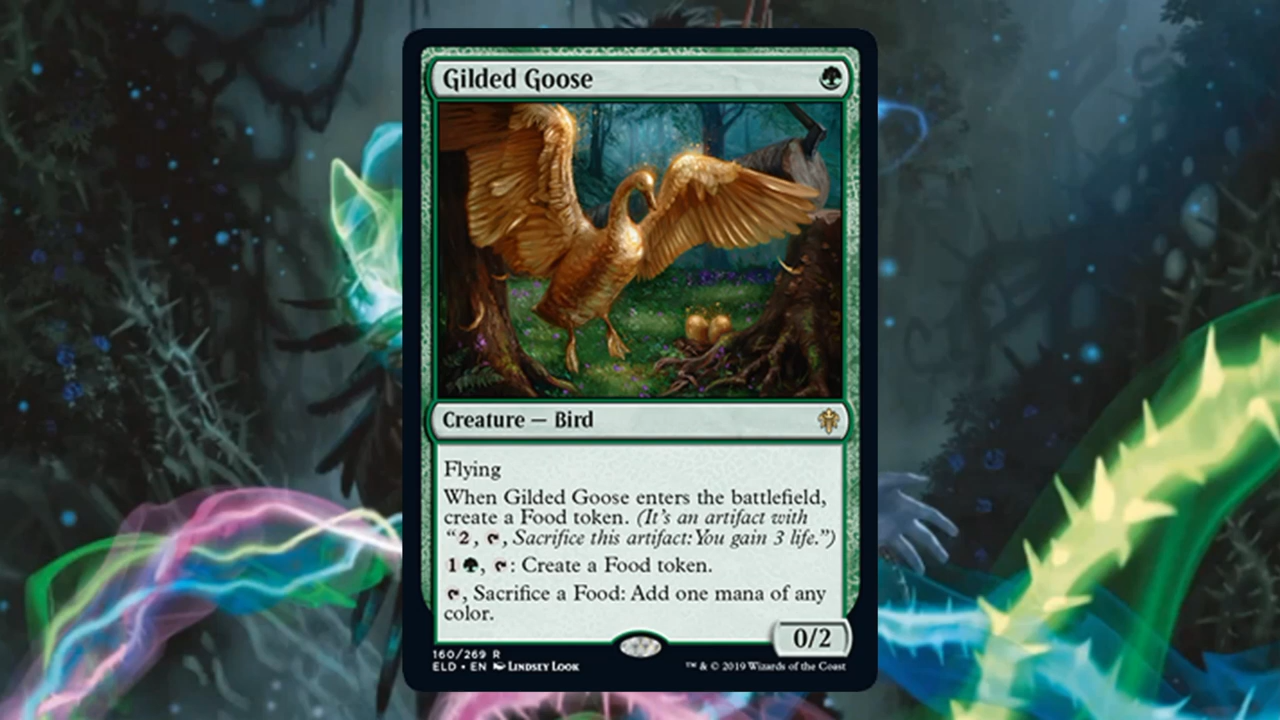 Gilded Goose
Creature — Bird
Flying
When Gilded Goose enters the battlefield,
create a Food token. (It's an artifact with
“2, , Sacrifice this artifact: You gain 3 life.”)
1 , : Create a Food token.
, Sacrifice a Food: Add one mana of any
color.
0/2
160/269 R
ELD • EN Lindsey Look
™ & © 2019 Wizards of the Coast